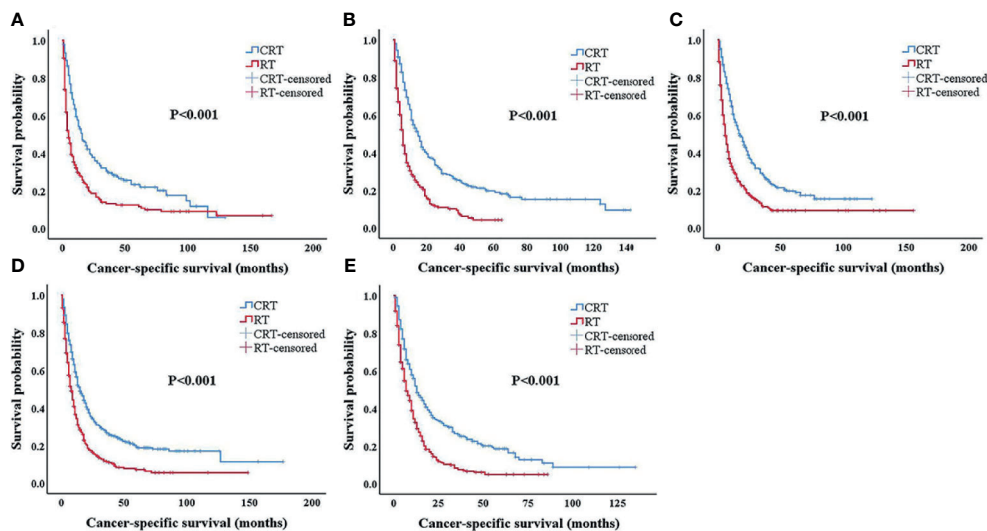 A
1.0
0.8
0.6
0.4
0.2
0.0
Survival probability
CRT
RT
CRT-censored
RT-censored
P<0.001
0 50 100 150 200
Cancer-specific survival (months)
B
1.0
0.8
0.6
0.4
0.2
0.0
Survival probability
CRT
RT
CRT-censored
RT-censored
P<0.001
0 20 40 60 80 100 120 140
Cancer-specific survival (months)
C
1.0
0.8
0.6
0.4
0.2
0.0
Survival probability
CRT
RT
CRT-censored
RT-censored
P<0.001
0 50 100 150 200
Cancer-specific survival (months)
D
1.0
0.8
0.6
0.4
0.2
0.0
Survival probability
CRT
RT
CRT-censored
RT-censored
P<0.001
0 50 100 150 200
Cancer-specific survival (months)
E
1.0
0.8
0.6
0.4
0.2
0.0
Survival probability
CRT
RT
CRT-censored
RT-censored
P<0.001
0 25 50 75 100 125
Cancer-specific survival (months)